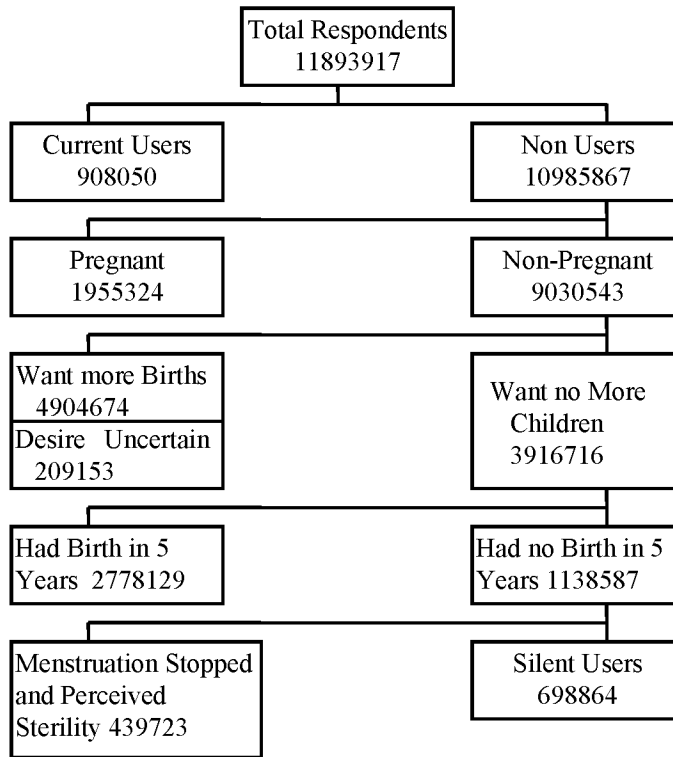 Total Respondents
11893917
Current Users
908050
Non Users
10985867
Pregnant
1955324
Non-Pregnant
9030543
Want more Births
4904674
Desire Uncertain
209153
Want no More
Children
3916716
Had Birth in 5
Years 2778129
Had no Birth in 5
Years 1138587
Menstruation Stopped
and Perceived
Sterility 439723
Silent Users
698864